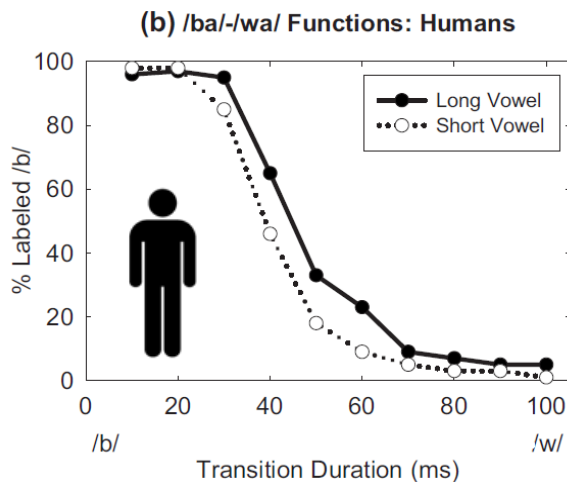 (b) /ba/-/wa/ Functions: Humans
100
80
60
40
20
0
% Labeled /b/
Long Vowel
Short Vowel
0 20 40 60 80 100
/b/ /w/
Transition Duration (ms)